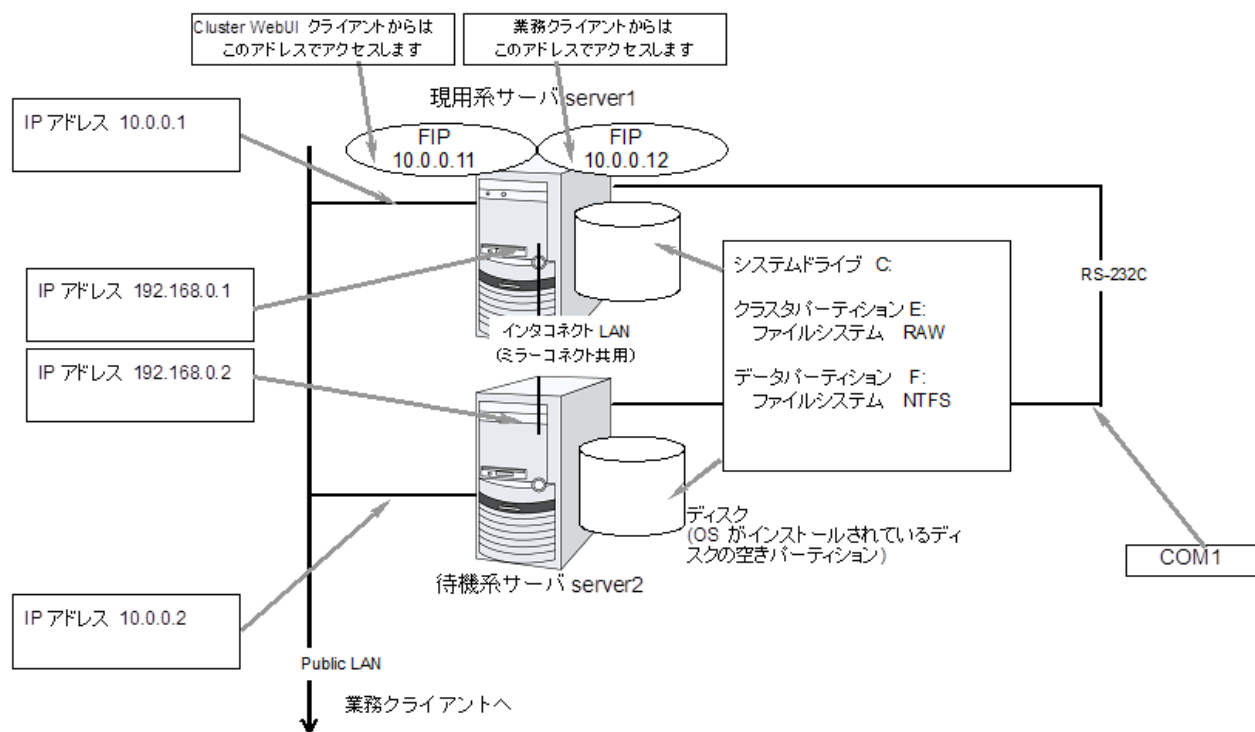 Cluster WebUI クライアントからは
このアドレスでアクセスします
業務クライアントからは
このアドレスでアクセスします
現用系サーバ server1
IP アドレス 10.0.0.1
FIP
10.0.0.11
FIP
10.0.0.12
システムドライブ C:
クラスタパーティション E:
ファイルシステム RAW
データパーティション F:
ファイルシステム NTFS
RS-232C
IP アドレス 192.168.0.1
インタコネクト LAN
(ミラーコネクト共用)
IP アドレス 192.168.0.2
ディスク
(OS がインストールされているディ
スクの空きパーティション)
COM1
待機系サーバ server2
IP アドレス 10.0.0.2
Public LAN
業務クライアントへ